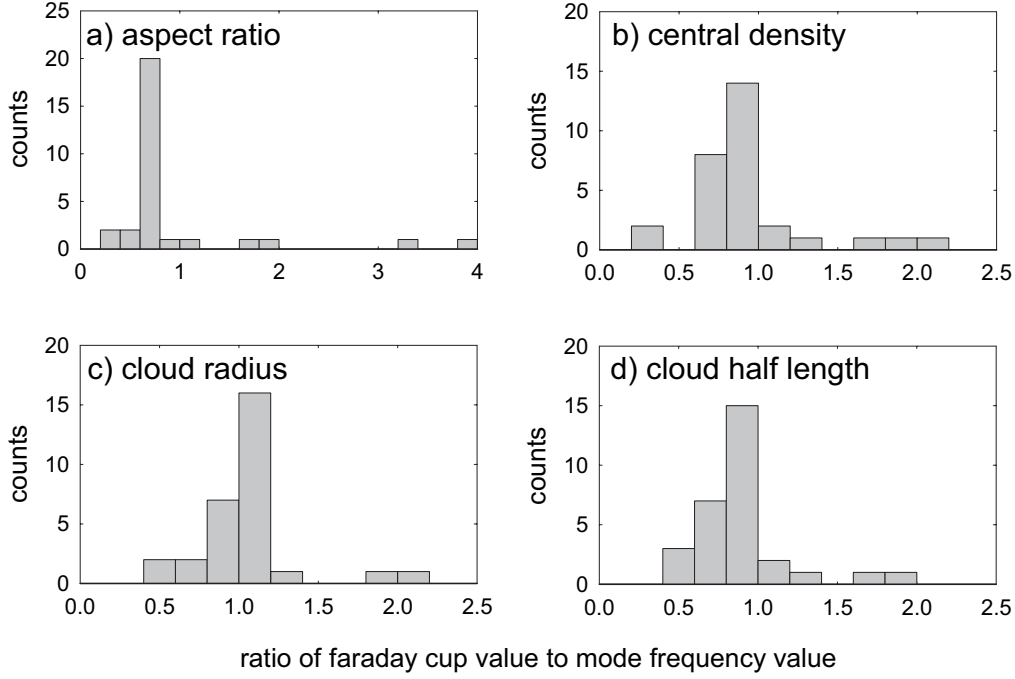 a) aspect ratio
25
20
15
10
5
0
counts
0 1 2 3 4
b) central density
20
15
10
5
0
counts
0.0 0.5 1.0 1.5 2.0 2.5
c) cloud radius
20
15
10
5
0
counts
0.0 0.5 1.0 1.5 2.0 2.5
d) cloud half length
20
15
10
5
0
counts
0.0 0.5 1.0 1.5 2.0 2.5
ratio of faraday cup value to mode frequency value